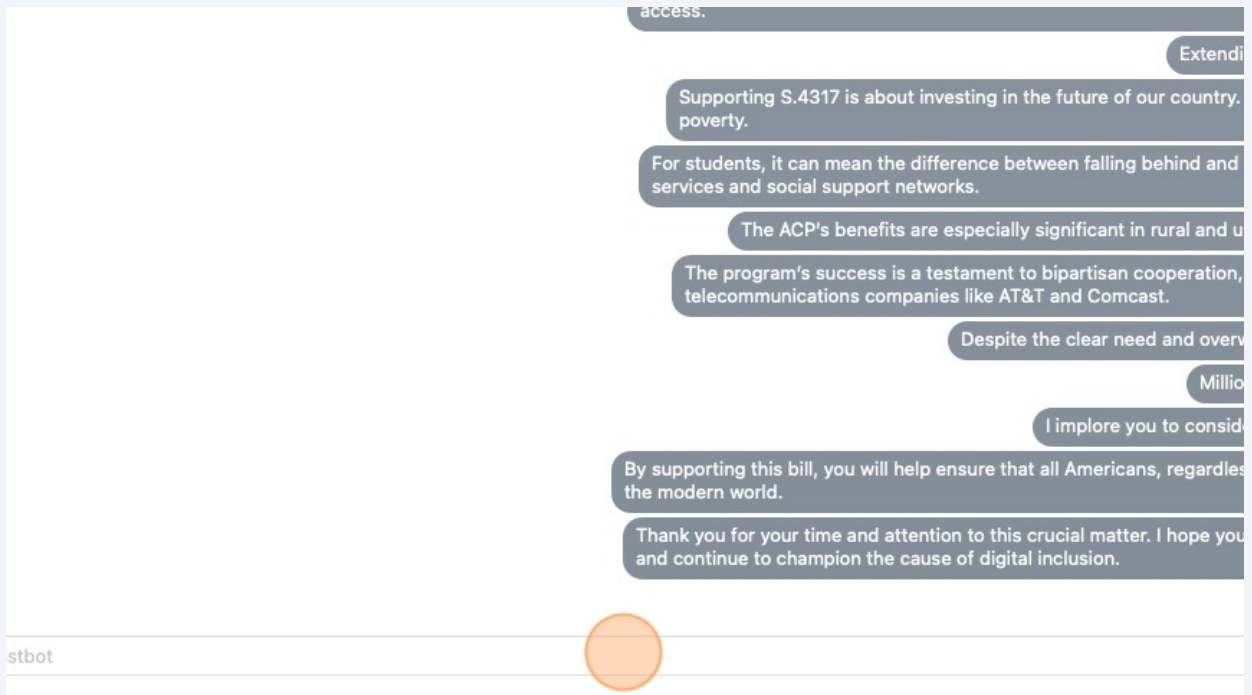 access.
Extendi
Supporting S.4317 is about investing in the future of our country.
poverty.
For students, it can mean the difference between falling behind and
services and social support networks.
The ACP’s benefits are especially significant in rural and u
The program’s success is a testament to bipartisan cooperation,
telecommunications companies like AT&T and Comcast.
Despite the clear need and overw
Millio
I implore you to conside
By supporting this bill, you will help ensure that all Americans, regardles
the modern world.
Thank you for your time and attention to this crucial matter. I hope you
and continue to champion the cause of digital inclusion.
stbot